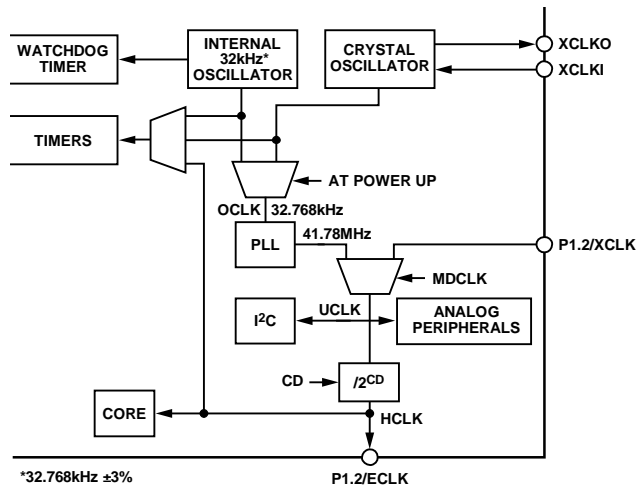 WATCHDOG
TIMER
INTERNAL
32kHz*
OSCILLATOR
CRYSTAL
OSCILLATOR
XCLKO
XCLKI
TIMERS
AT POWER UP
OCLK 32.768kHz
PLL
41.78MHz
P1.2/XCLK
MDCLK
I²C
UCLK
ANALOG
PERIPHERALS
CD
/2ᶜᴰ
CORE
HCLK
*32.768kHz ±3%
P1.2/ECLK